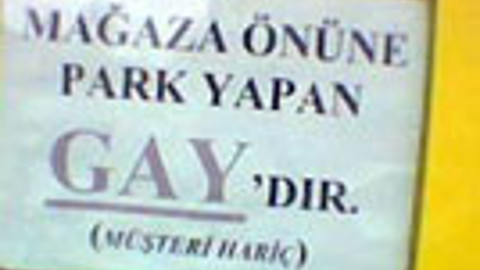 MAĞAZA ÖNÜNE
PARK YAPAN
GAY'DIR.
(MÜŞTERİ HARİÇ)